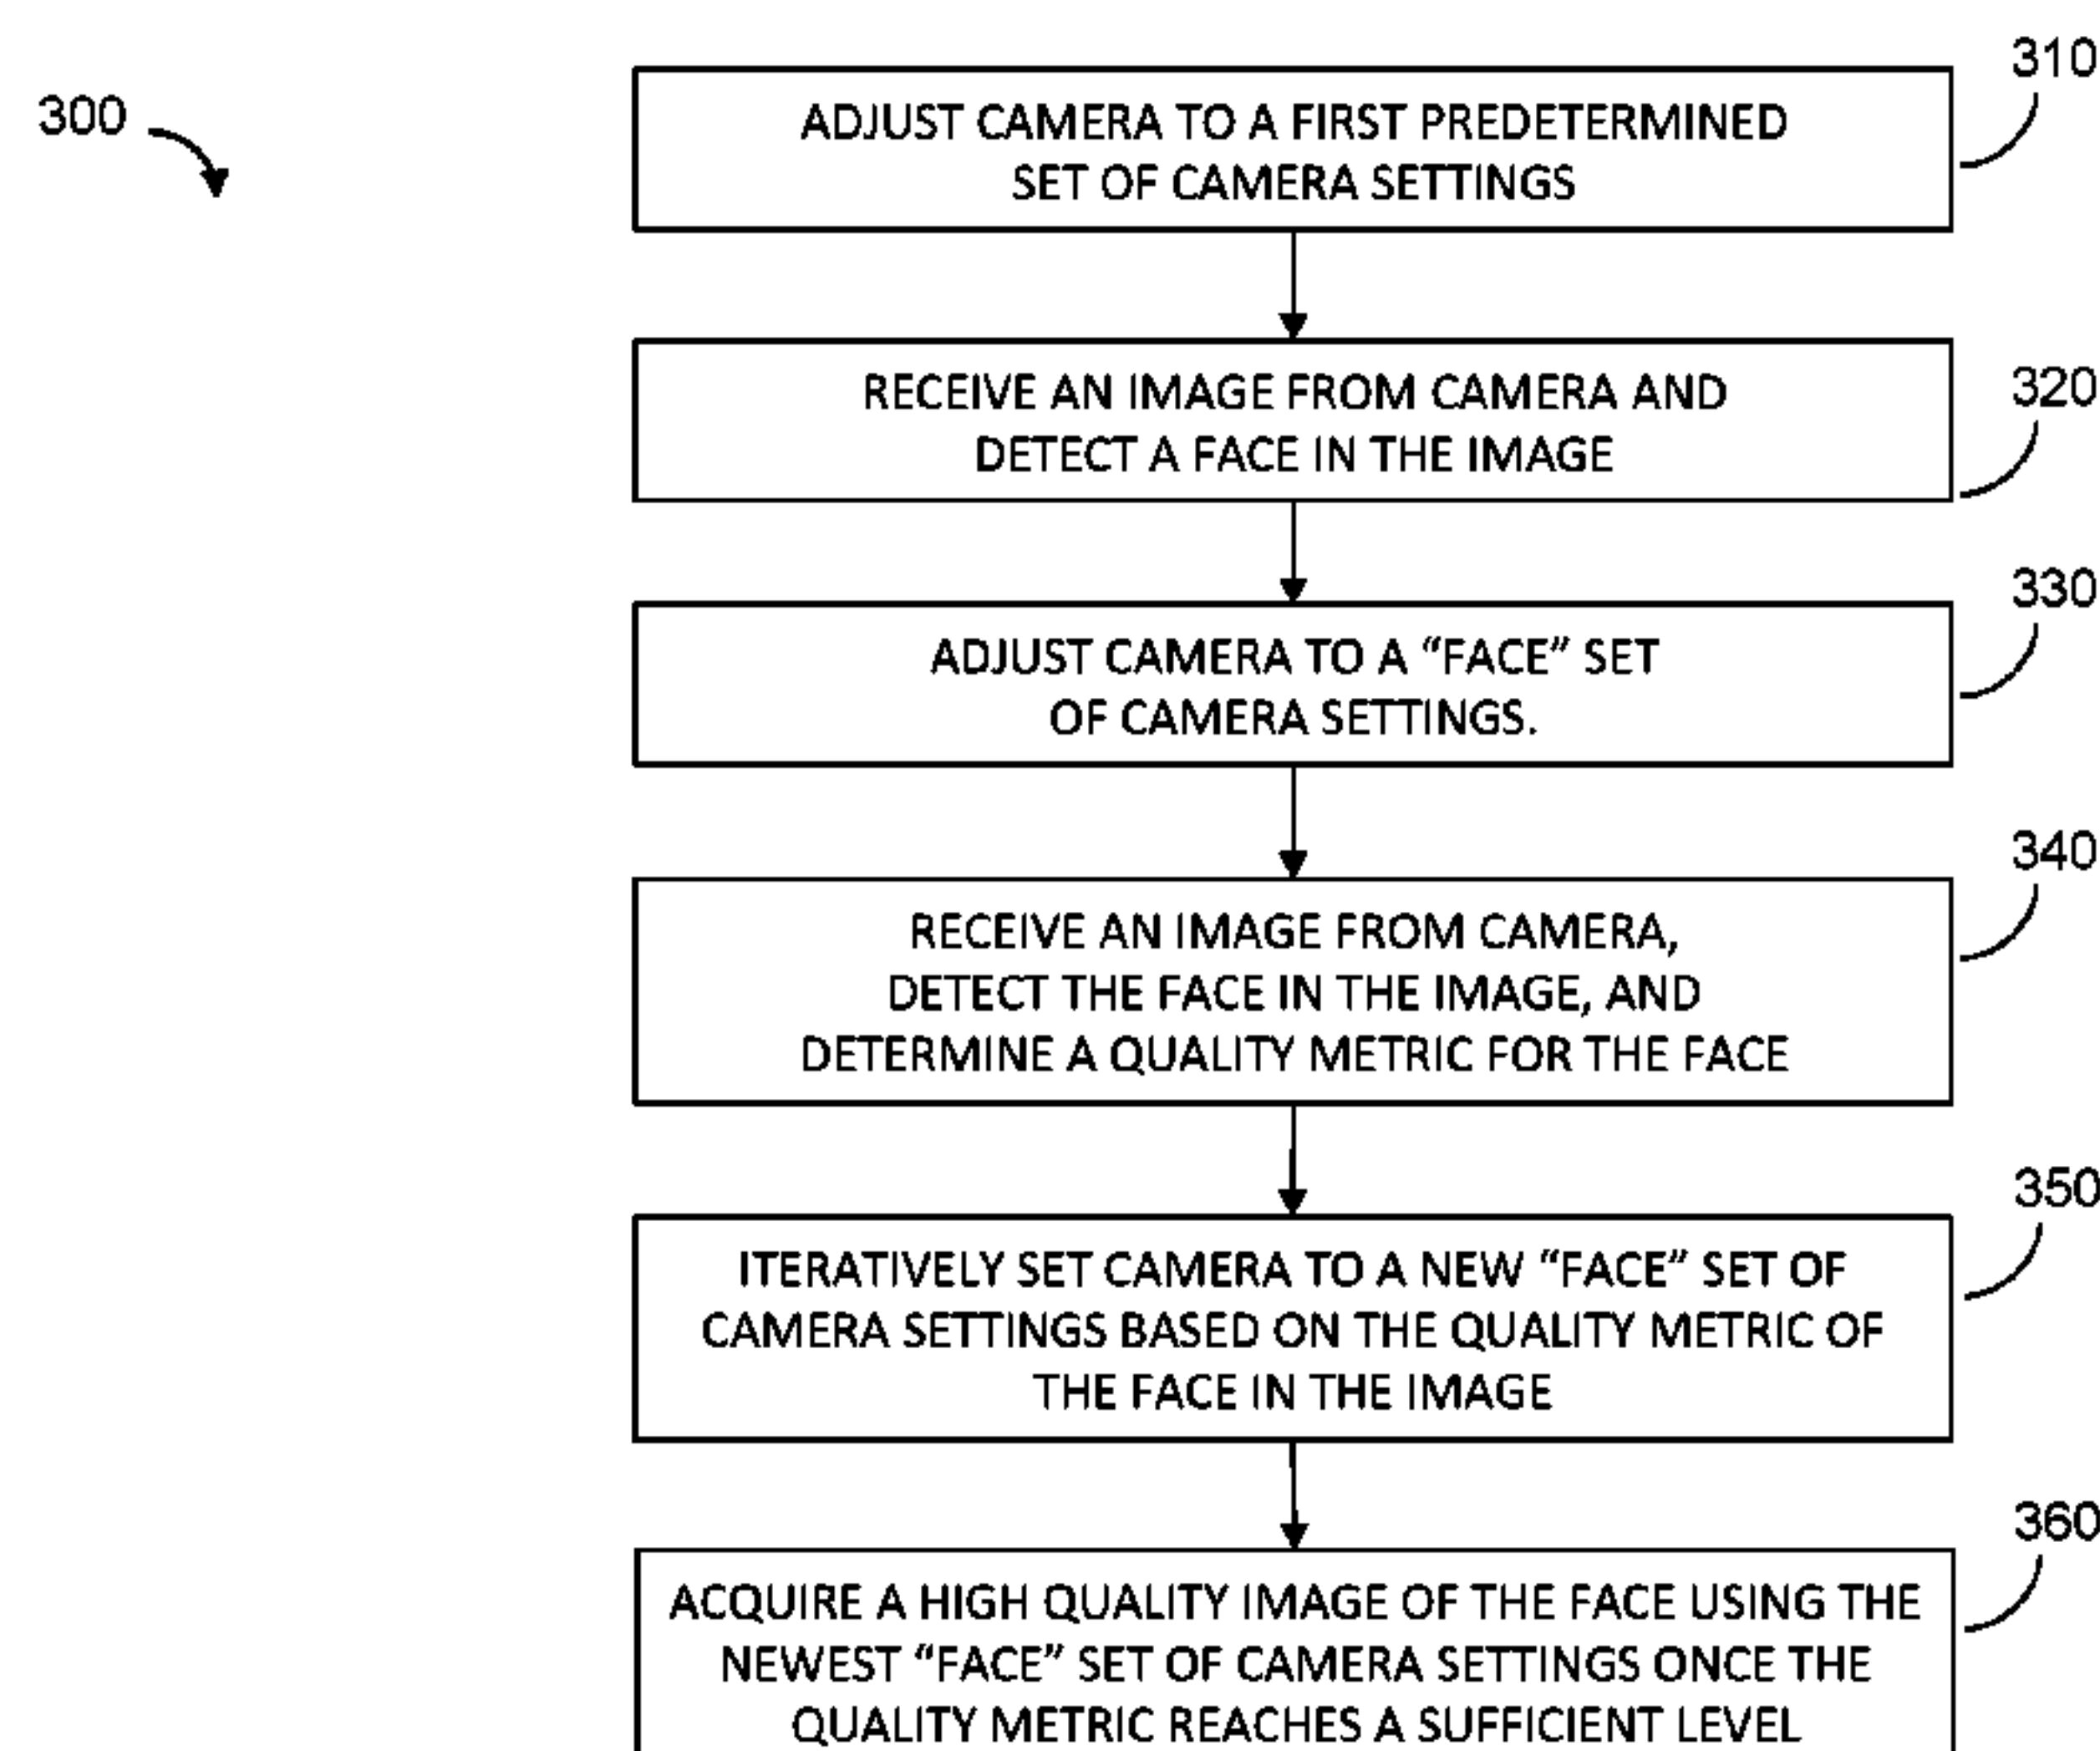 300
310
ADJUST CAMERA TO A FIRST PREDETERMINED
SET OF CAMERA SETTINGS
320
RECEIVE AN IMAGE FROM CAMERA AND
DETECT A FACE IN THE IMAGE
330
ADJUST CAMERA TO A “FACE” SET
OF CAMERA SETTINGS.
340
RECEIVE AN IMAGE FROM CAMERA,
DETECT THE FACE IN THE IMAGE, AND
DETERMINE A QUALITY METRIC FOR THE FACE
350
ITERATIVELY SET CAMERA TO A NEW “FACE” SET OF
CAMERA SETTINGS BASED ON THE QUALITY METRIC OF
THE FACE IN THE IMAGE
360
ACQUIRE A HIGH QUALITY IMAGE OF THE FACE USING THE
NEWEST “FACE” SET OF CAMERA SETTINGS ONCE THE
QUALITY METRIC REACHES A SUFFICIENT LEVEL